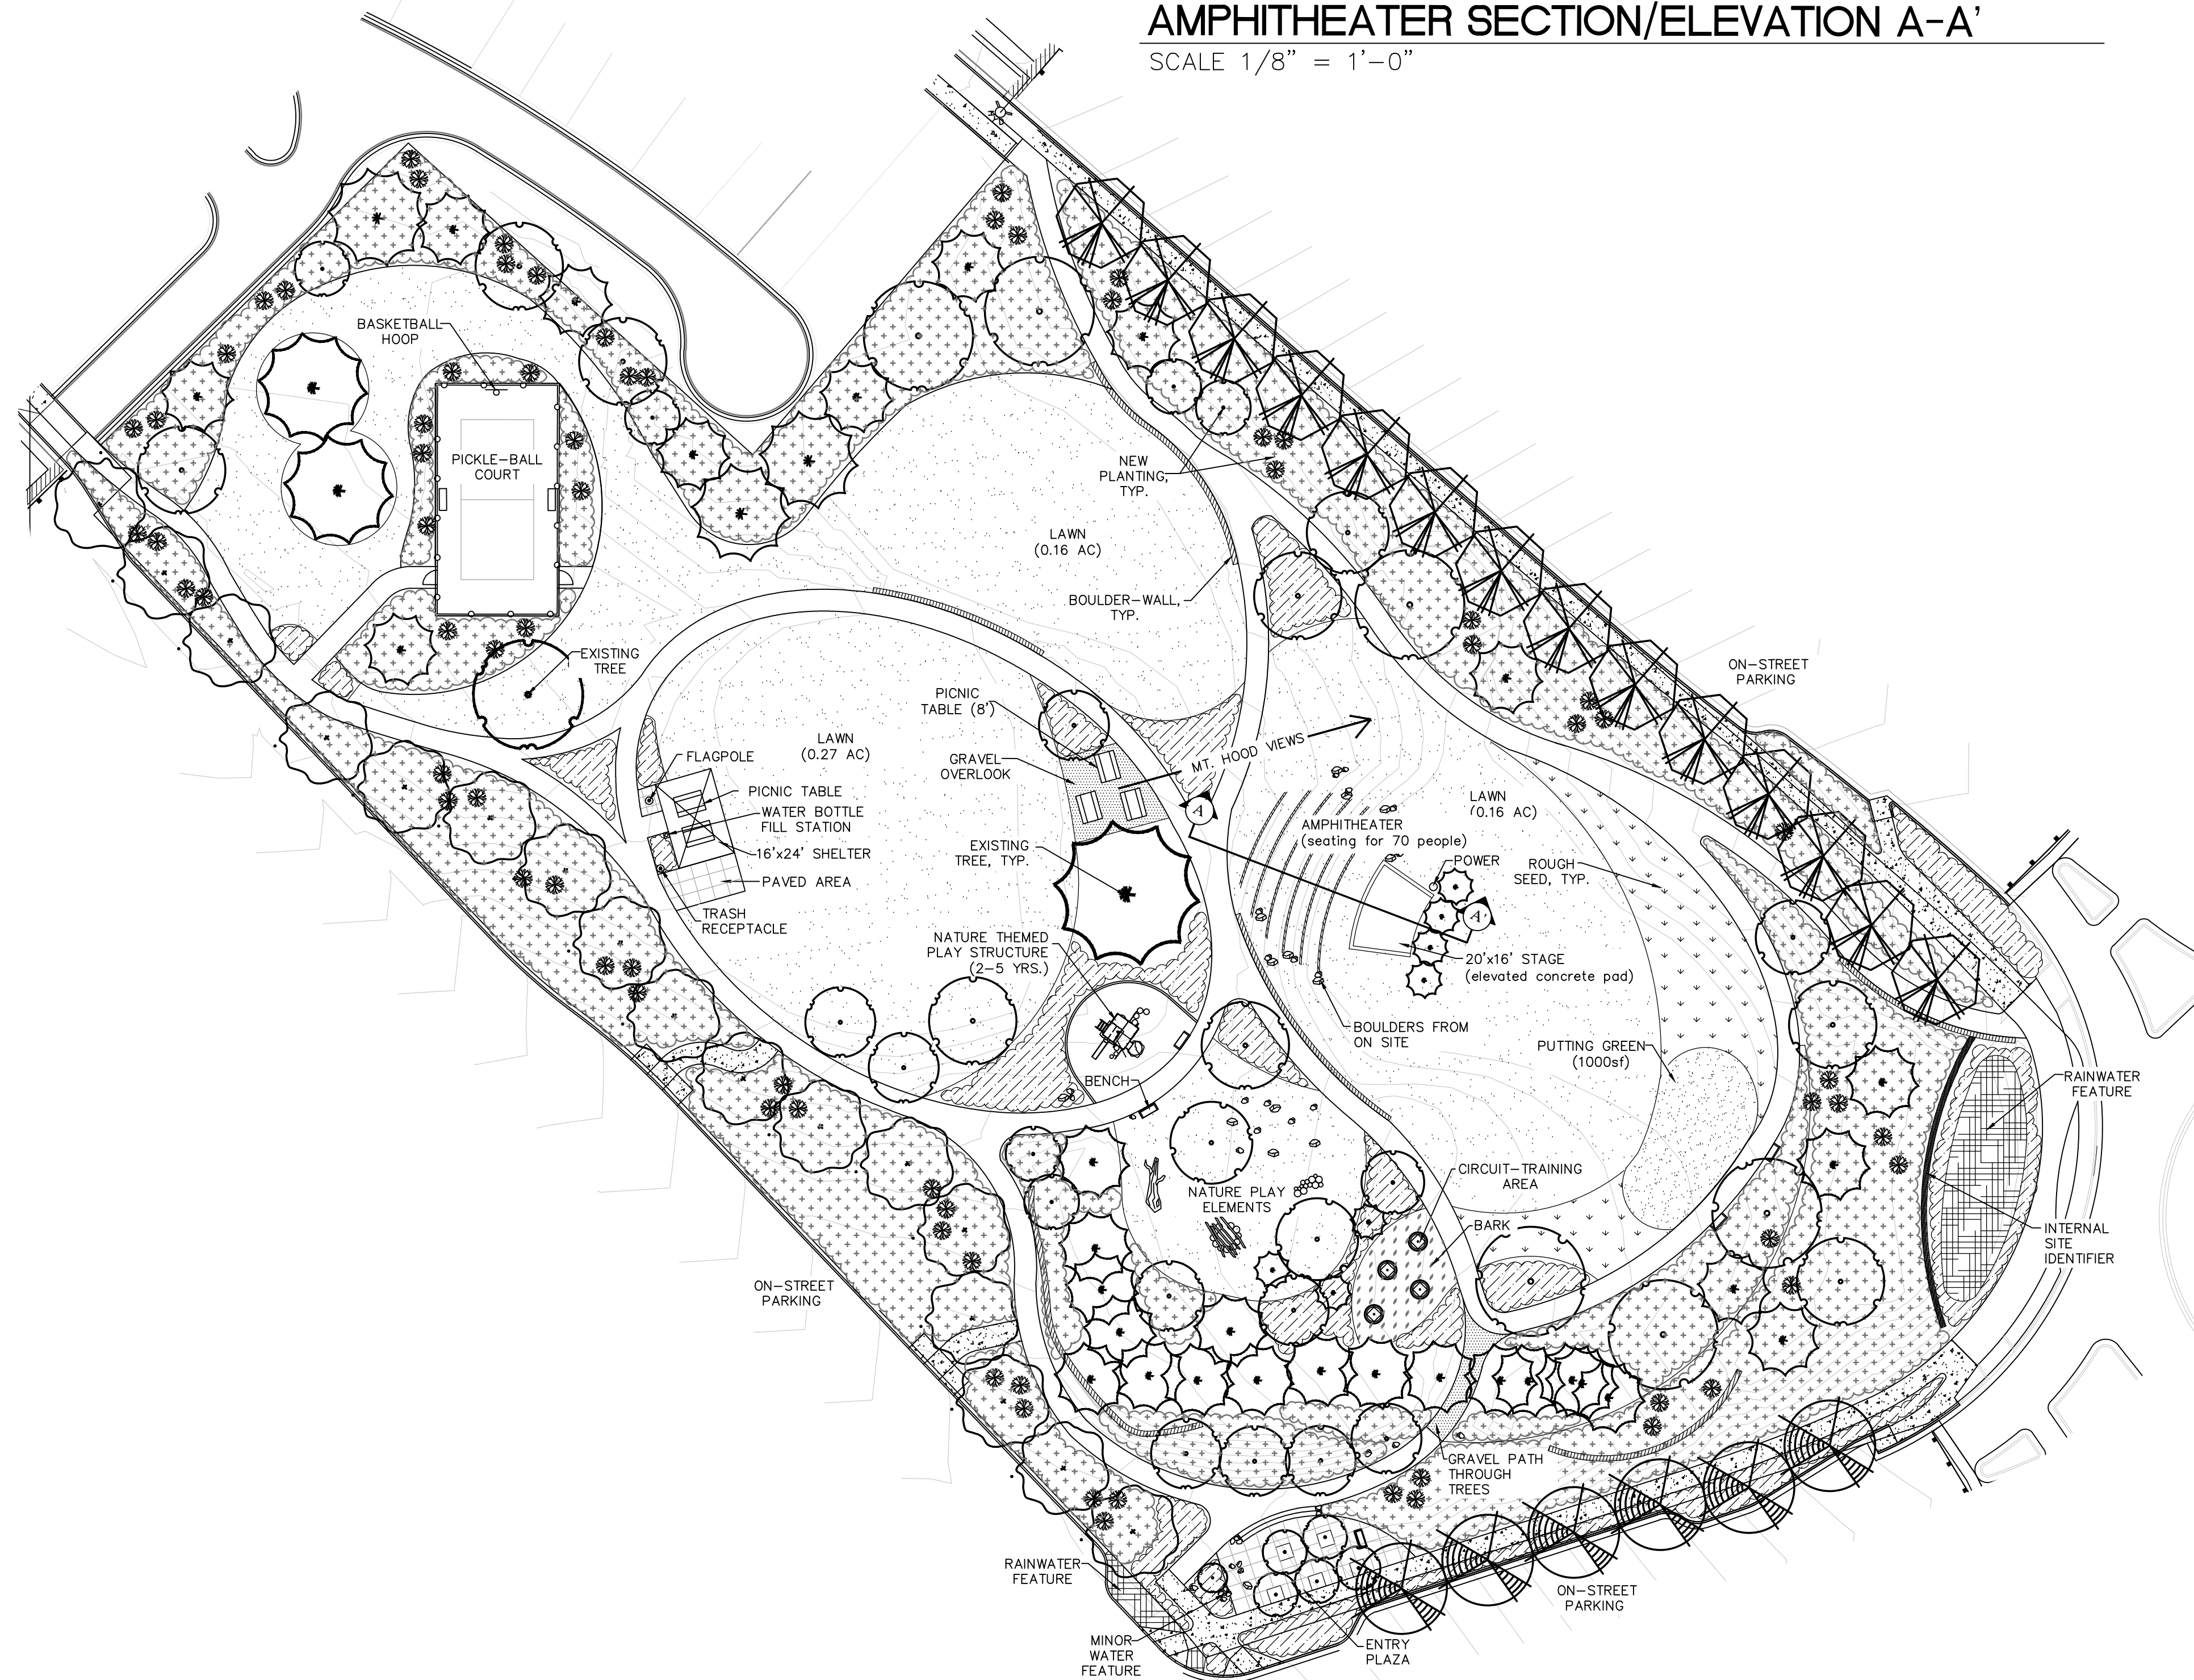 AMPHITHEATER SECTION/ELEVATION A-A'
SCALE 1/8" = 1'-0"
BASKETBALL
HOOP
PICKLE-BALL
COURT
NEW
PLANTING,
TYP.
LAWN
(0.16 AC)
BOULDER-WALL,
TYP.
EXISTING
TREE
ON-STREET
PARKING
PICNIC
TABLE (8')
LAWN
(0.27 AC)
FLAGPOLE
GRAVEL
OVERLOOK
MT. HOOD VIEWS
PICNIC TABLE
WATER BOTTLE
FILL STATION
16'x24' SHELTER
PAVED AREA
TRASH
RECEPTACLE
EXISTING
TREE, TYP.
A
LAWN
(0.16 AC)
AMPHITHEATER
(seating for 70 people)
POWER
ROUGH
SEED, TYP.
A'
NATURE THEMED
PLAY STRUCTURE
(2-5 YRS.)
20'x16' STAGE
(elevated concrete pad)
BOULDERS FROM
ON SITE
PUTTING GREEN
(1000sf)
BENCH
RAINWATER
FEATURE
CIRCUIT-TRAINING
AREA
NATURE PLAY
ELEMENTS
BARK
INTERNAL
SITE
IDENTIFIER
ON-STREET
PARKING
GRAVEL PATH
THROUGH
TREES
RAINWATER
FEATURE
ON-STREET
PARKING
MINOR
WATER
FEATURE
ENTRY
PLAZA